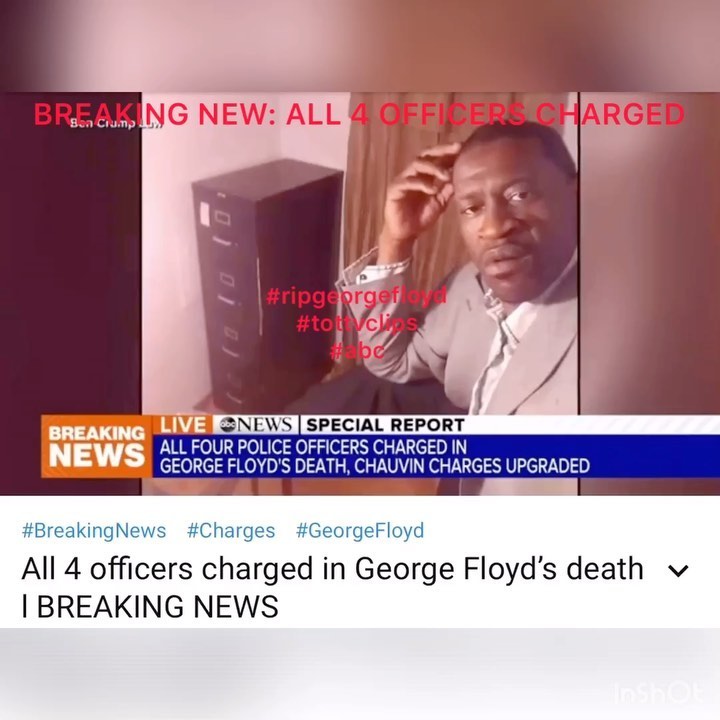 BREAKING NEW: ALL 4 OFFICERS CHARGED
Ben Crump Law
#ripgeorgefloyd
#tottvclips
#abc
BREAKING
NEWS
LIVE abc NEWS SPECIAL REPORT
ALL FOUR POLICE OFFICERS CHARGED IN
GEORGE FLOYD'S DEATH, CHAUVIN CHARGES UPGRADED
#BreakingNews #Charges #GeorgeFloyd
All 4 officers charged in George Floyd’s death
l BREAKING NEWS
InShOt